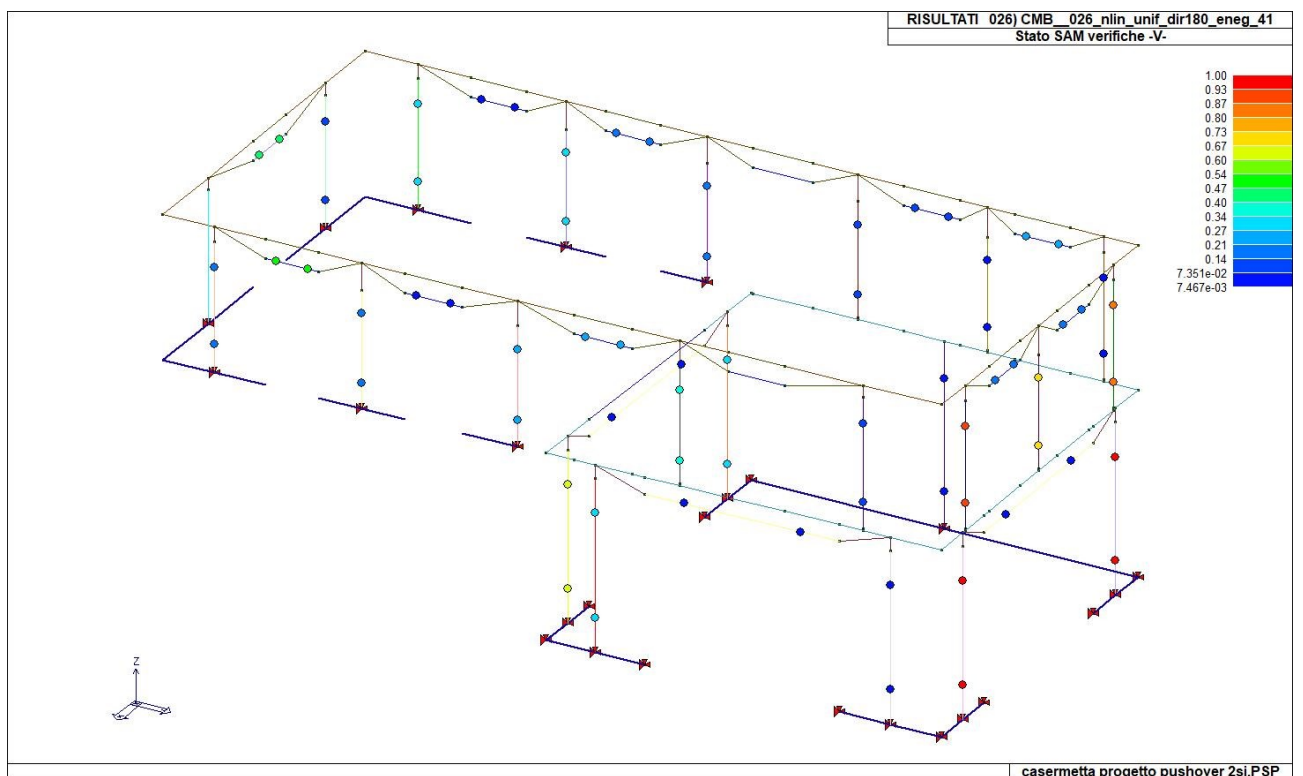 RISULTATI 026) CMB__026_nlin_unif_dir180_eneg_41
Stato SAM verifiche -V-
1.00
0.93
0.87
0.80
0.73
0.67
0.60
0.54
0.47
0.40
0.34
0.27
0.21
0.14
7.351e-02
7.467e-03
Z
casermetta progetto pushover 2si.PSP